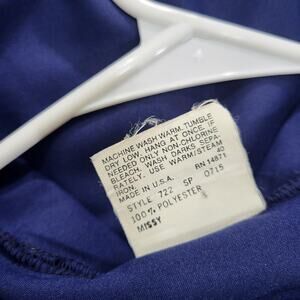 MACHINE WASH WARM. TUMBLE
DRY LOW. HANG AT ONCE. IF
NEEDED ONLY NON-CHLORINE
BLEACH. WASH DARKS SEPA-
RATELY. USE WARM/STEAM
IRON. 40
MADE IN U.S.A. RN 14871
STYLE 722 SP 0715
100% POLYESTER
MISSY